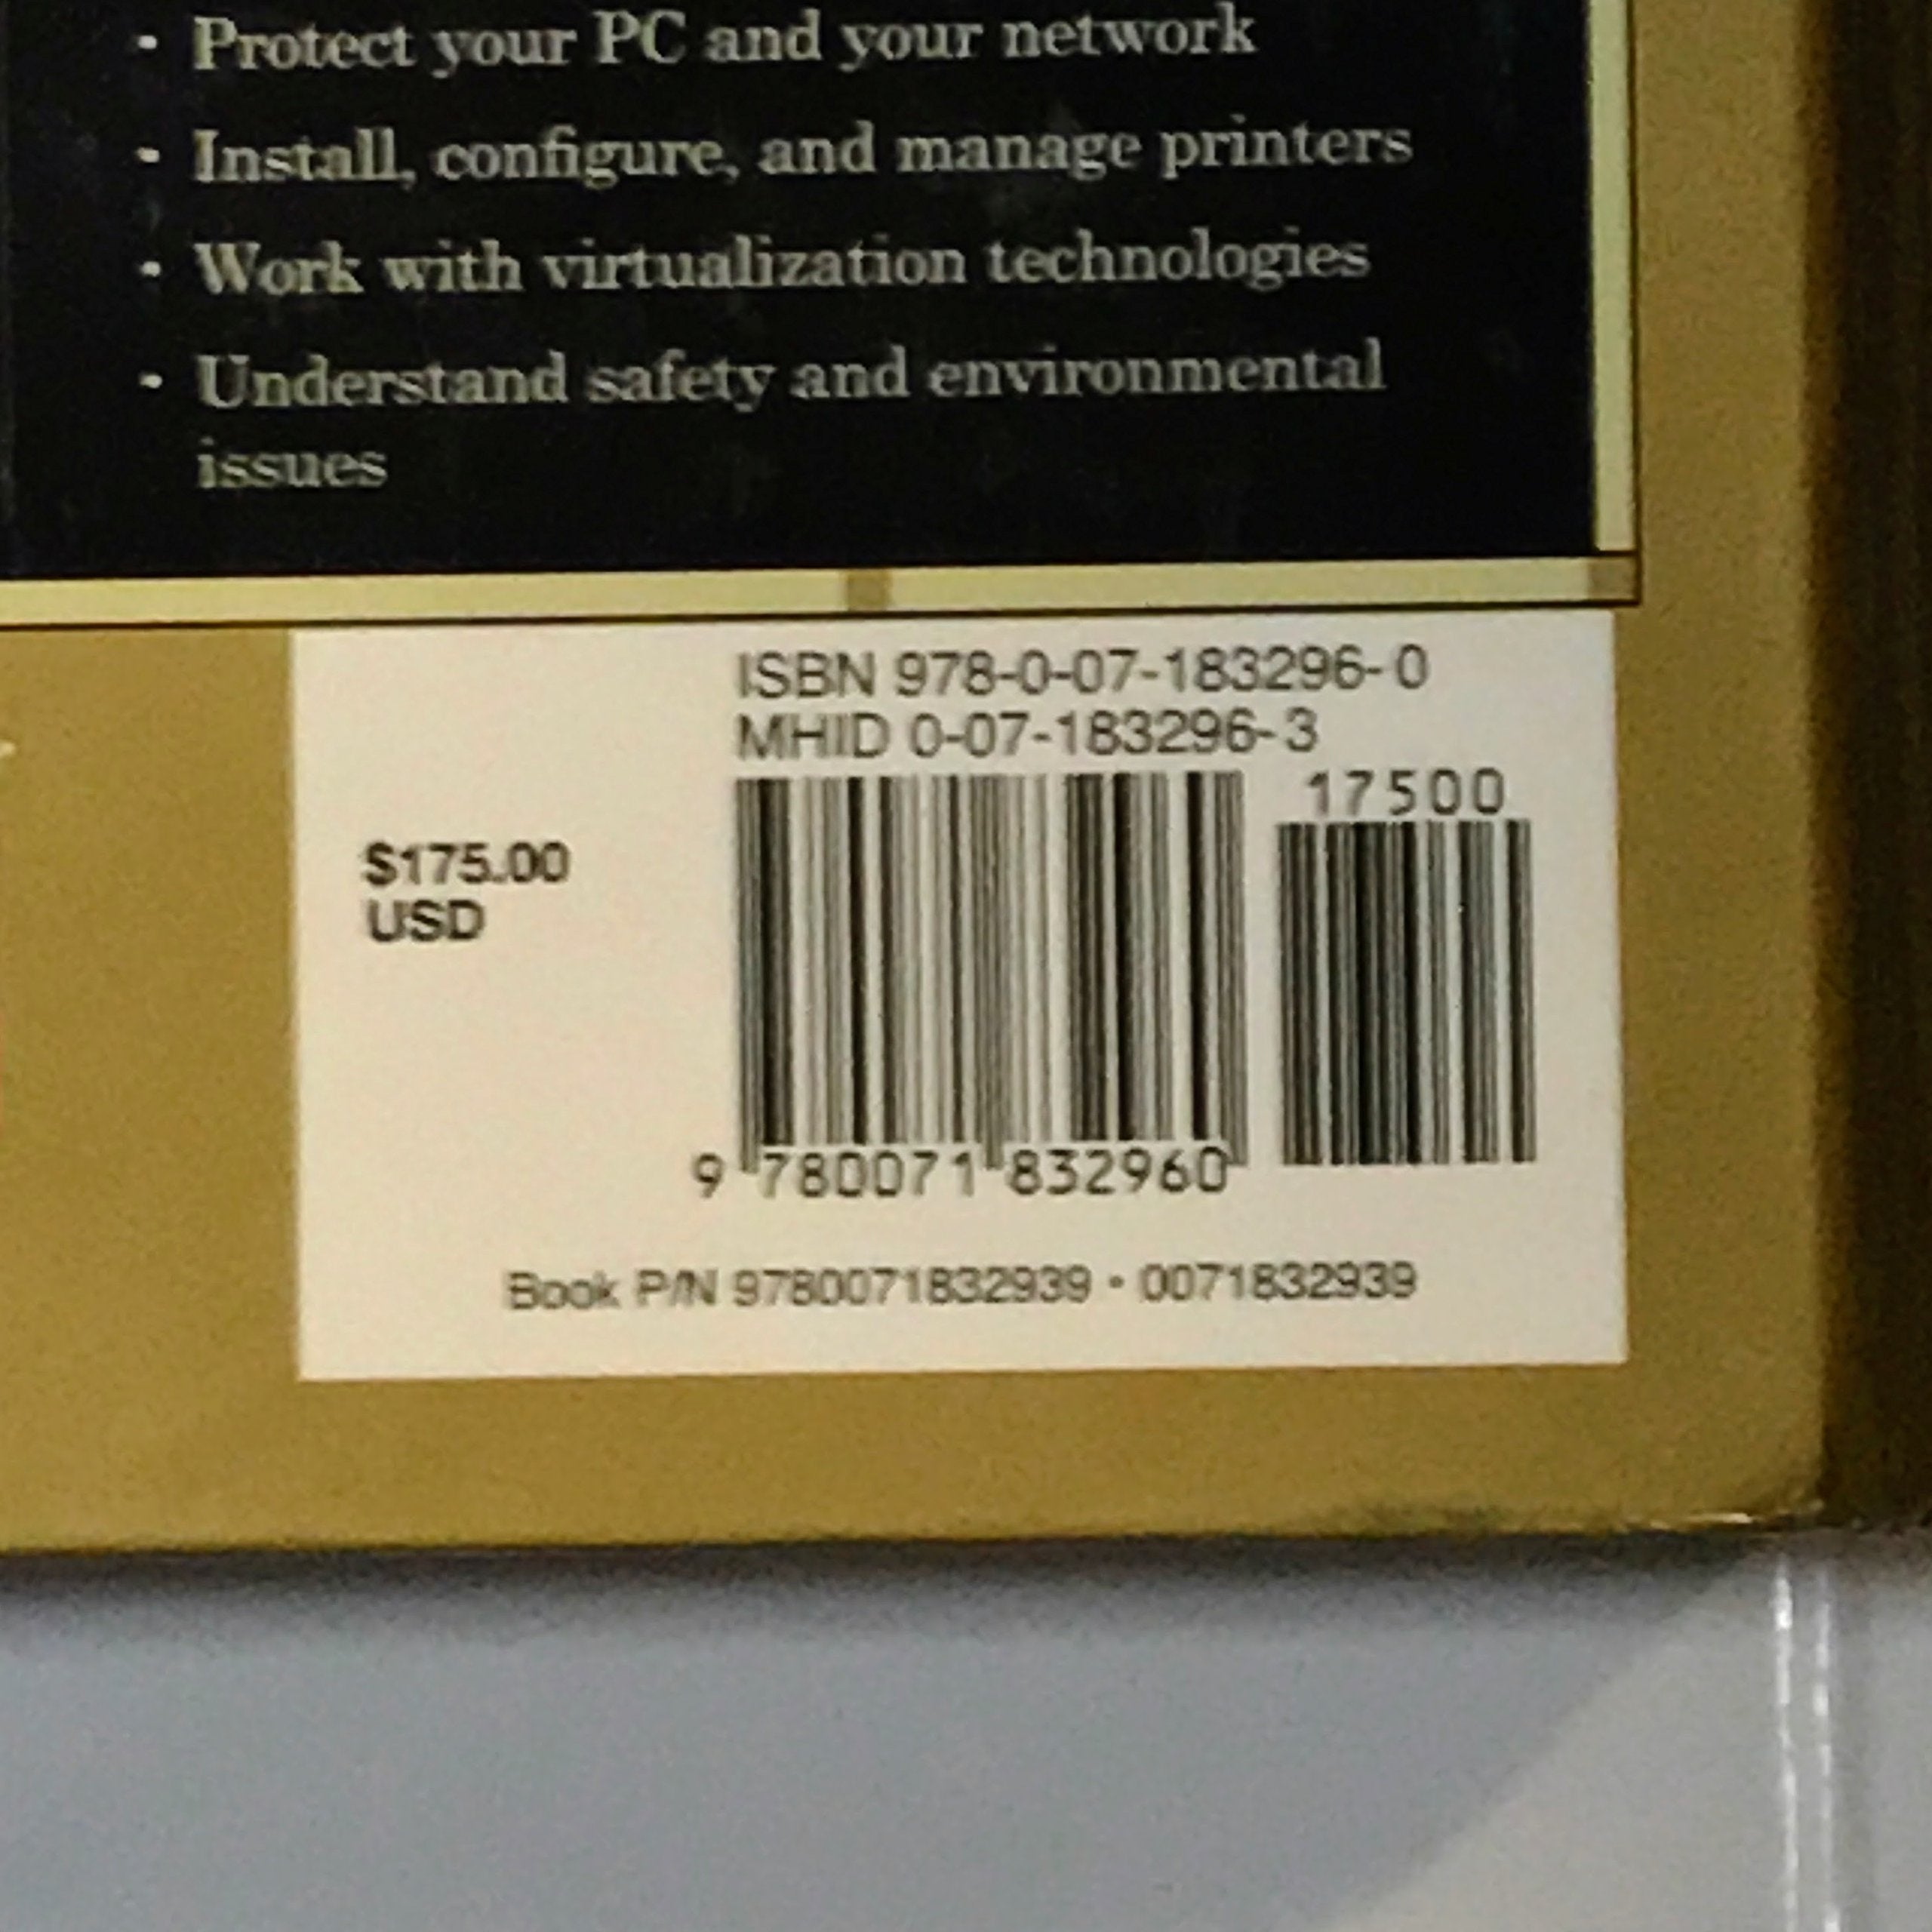 • Protect your PC and your network
• Install, configure, and manage printers
• Work with virtualization technologies
• Understand safety and environmental
issues
ISBN 978-0-07-183296-0
MHID 0-07-183296-3
17500
$175.00
USD
9 780071 832960
Book P/N 9780071832939 • 0071832939